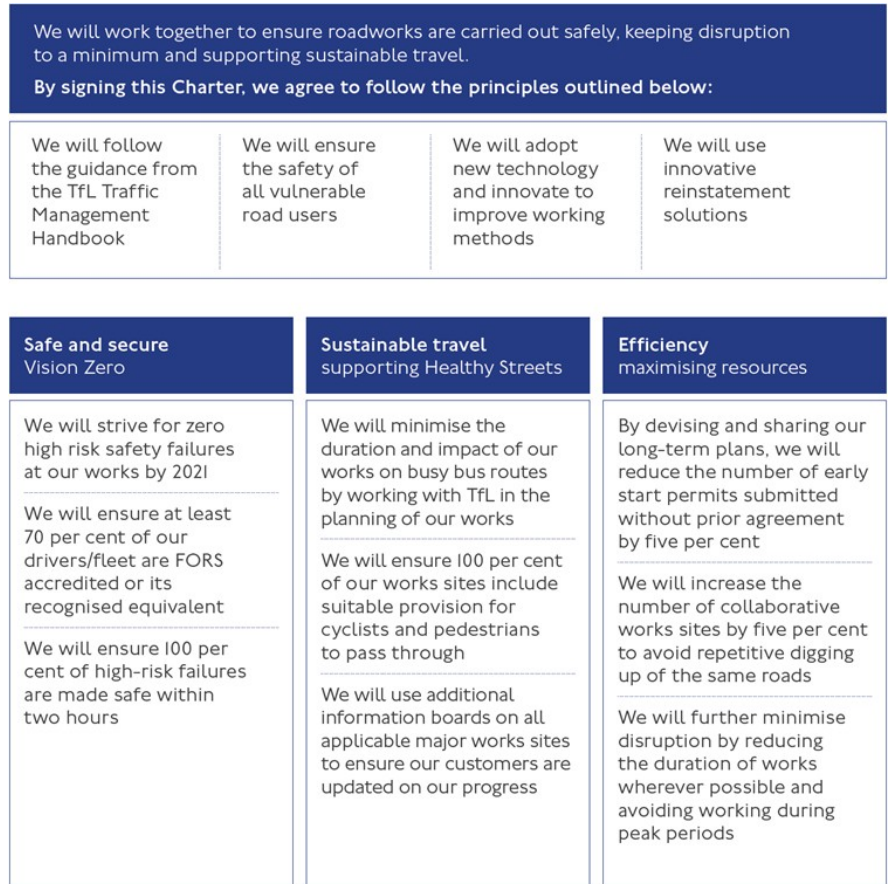 We will work together to ensure roadworks are carried out safely, keeping disruption
to a minimum and supporting sustainable travel.
By signing this Charter, we agree to follow the principles outlined below:
We will follow
the guidance from
the TfL Traffic
Management
Handbook
We will ensure
the safety of
all vulnerable
road users
We will adopt
new technology
and innovate to
improve working
methods
We will use
innovative
reinstatement
solutions
Safe and secure
Vision Zero
We will strive for zero
high risk safety failures
at our works by 2021
We will ensure at least
70 per cent of our
drivers/fleet are FORS
accredited or its
recognised equivalent
We will ensure 100 per
cent of high-risk failures
are made safe within
two hours
Sustainable travel
supporting Healthy Streets
We will minimise the
duration and impact of our
works on busy bus routes
by working with TfL in the
planning of our works
We will ensure 100 per cent
of our works sites include
suitable provision for
cyclists and pedestrians
to pass through
We will use additional
information boards on all
applicable major works sites
to ensure our customers are
updated on our progress
Efficiency
maximising resources
By devising and sharing our
long-term plans, we will
reduce the number of early
start permits submitted
without prior agreement
by five per cent
We will increase the
number of collaborative
works sites by five per cent
to avoid repetitive digging
up of the same roads
We will further minimise
disruption by reducing
the duration of works
wherever possible and
avoiding working during
peak periods